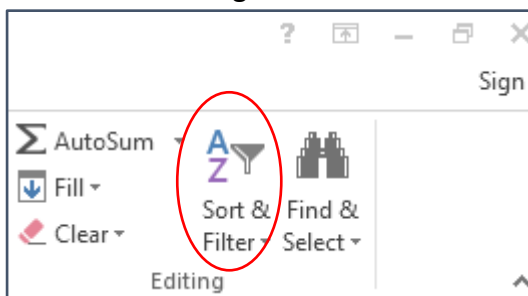 ?
Sign
AutoSum
Fill
Clear
A
Z
Sort &
Filter
Find &
Select
Editing